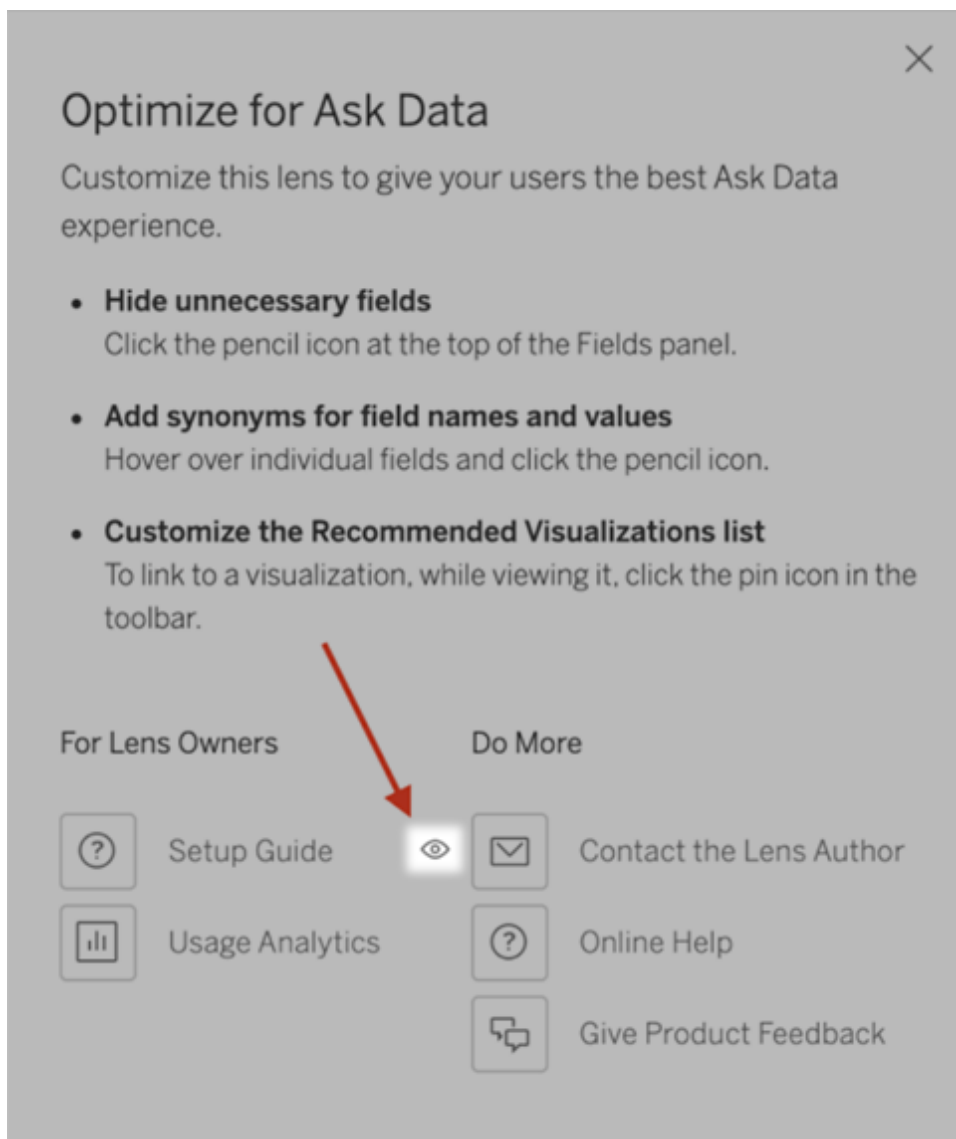 Optimize for Ask Data
Customize this lens to give your users the best Ask Data
experience.
• Hide unnecessary fields
Click the pencil icon at the top of the Fields panel.
• Add synonyms for field names and values
Hover over individual fields and click the pencil icon.
• Customize the Recommended Visualizations list
To link to a visualization, while viewing it, click the pin icon in the
toolbar.
For Lens Owners
Setup Guide
Usage Analytics
Do More
Contact the Lens Author
Online Help
Give Product Feedback